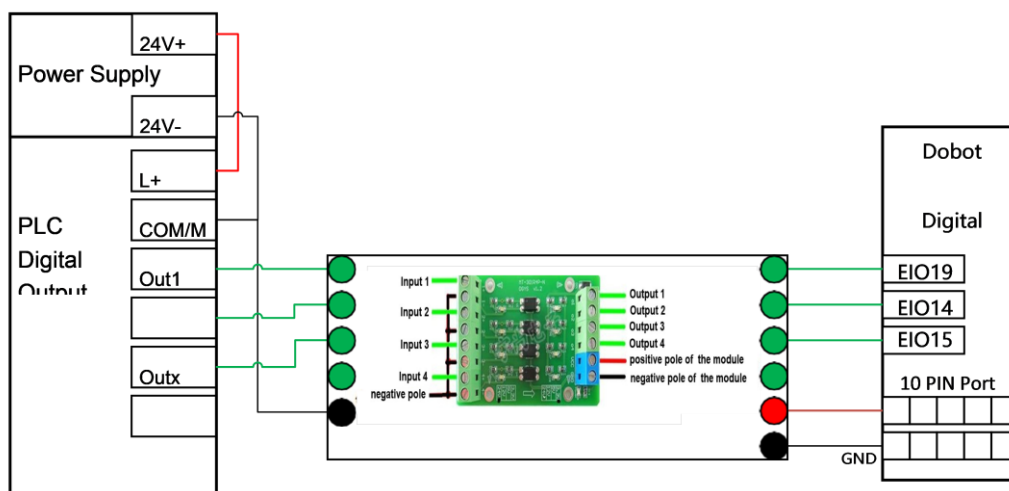 24V+
Power Supply
24V-
L+
PLC
COM/M
Digital
Out1
Output
Outx
Input 1
Input 2
Input 3
Input 4
negative pole
Output 1
Output 2
Output 3
Output 4
positive pole of the module
negative pole of the module
Dobot
Digital
EIO19
EIO14
EIO15
10 PIN Port
GND